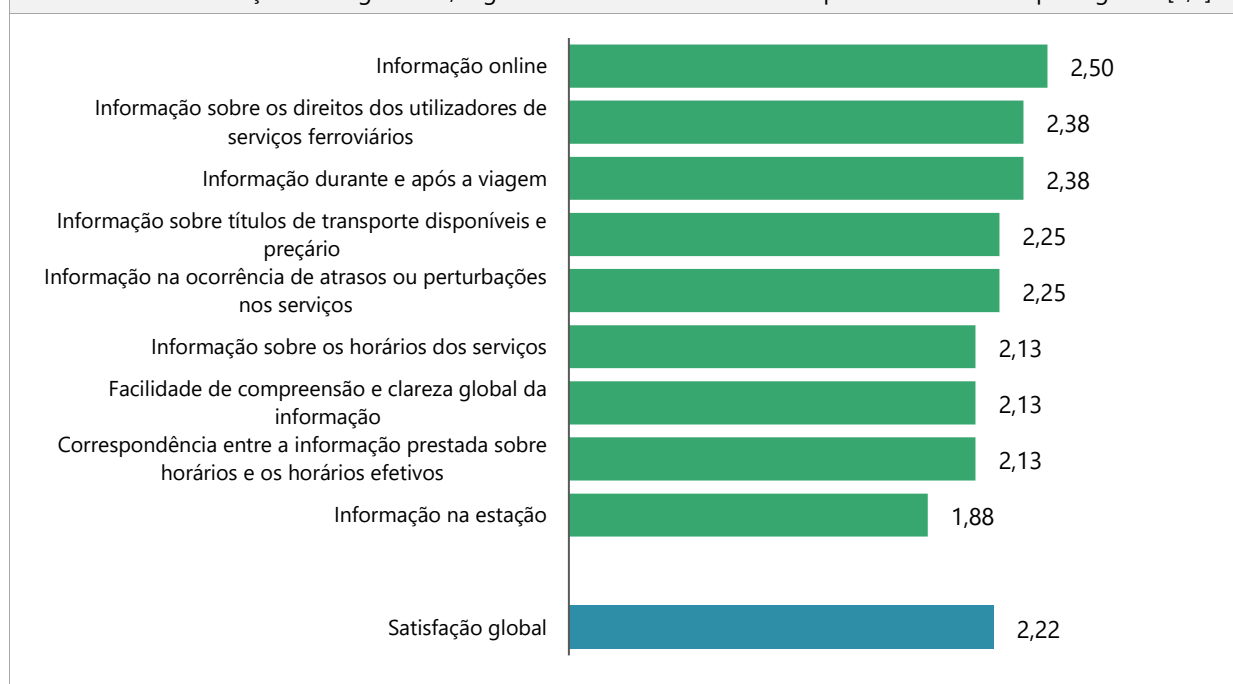 Informação online
2,50
Informação sobre os direitos dos utilizadores de
serviços ferroviários
2,38
Informação durante e após a viagem
2,38
Informação sobre títulos de transporte disponíveis e
preçário
2,25
Informação na ocorrência de atrasos ou perturbações
nos serviços
2,25
Informação sobre os horários dos serviços
2,13
Facilidade de compreensão e clareza global da
informação
2,13
Correspondência entre a informação prestada sobre
horários e os horários efetivos
2,13
Informação na estação
1,88
Satisfação global
2,22